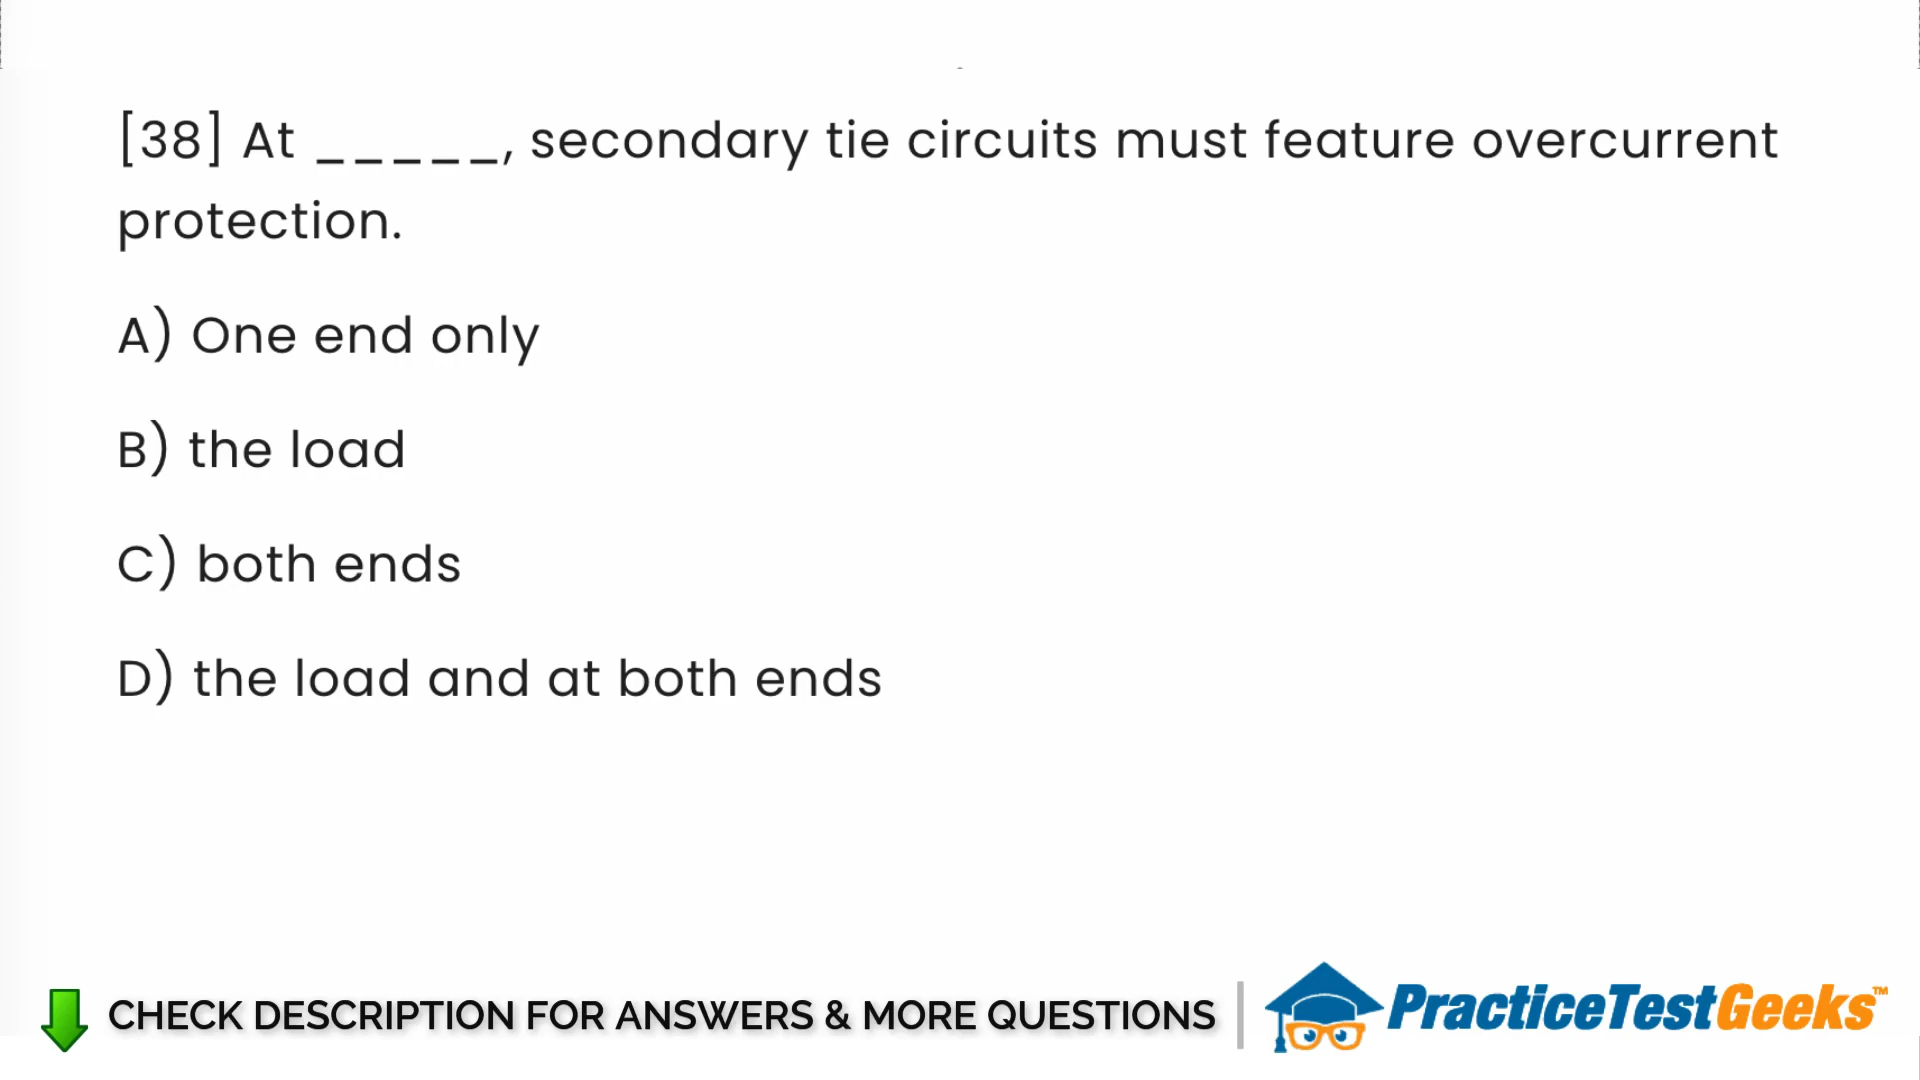 [38] At _____, secondary tie circuits must feature overcurrent
protection.
A) One end only
B) the load
C) both ends
D) the load and at both ends
CHECK DESCRIPTION FOR ANSWERS & MORE QUESTIONS
PracticeTestGeeks™